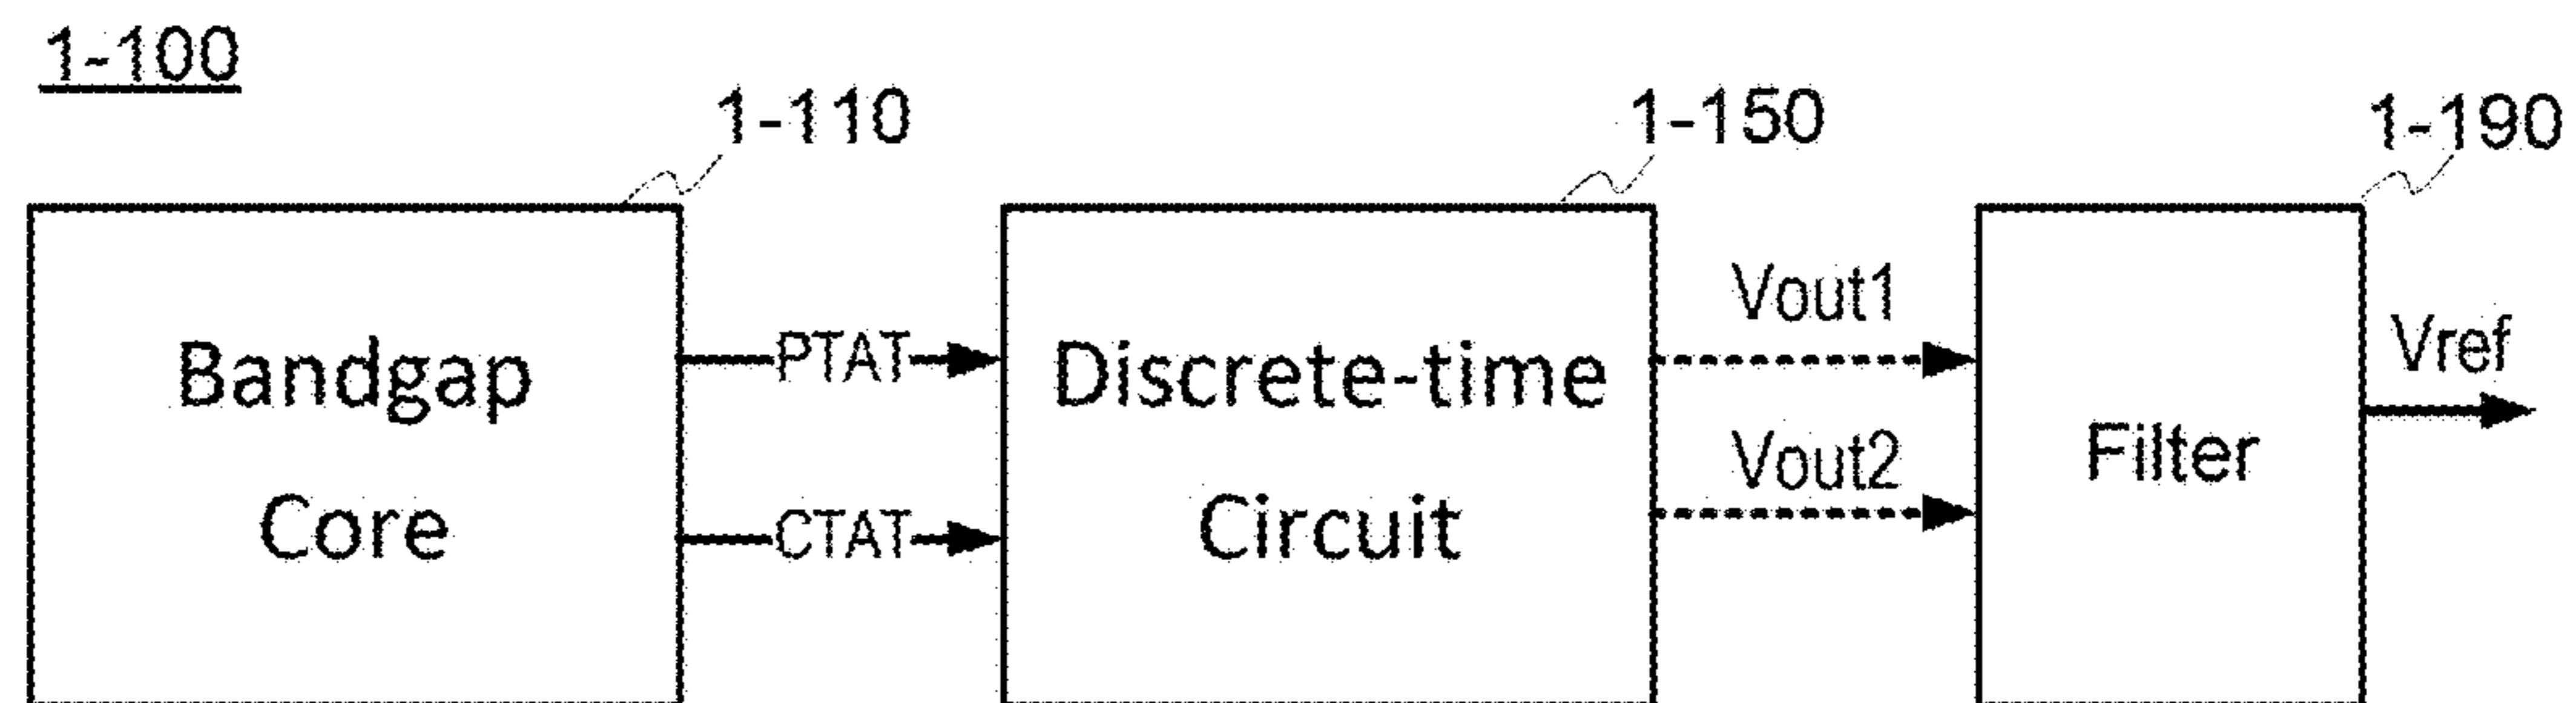 1-100
1-110
1-150
1-190
Bandgap
Core
PTAT
CTAT
Discrete-time
Circuit
Vout1
Vout2
Filter
Vref